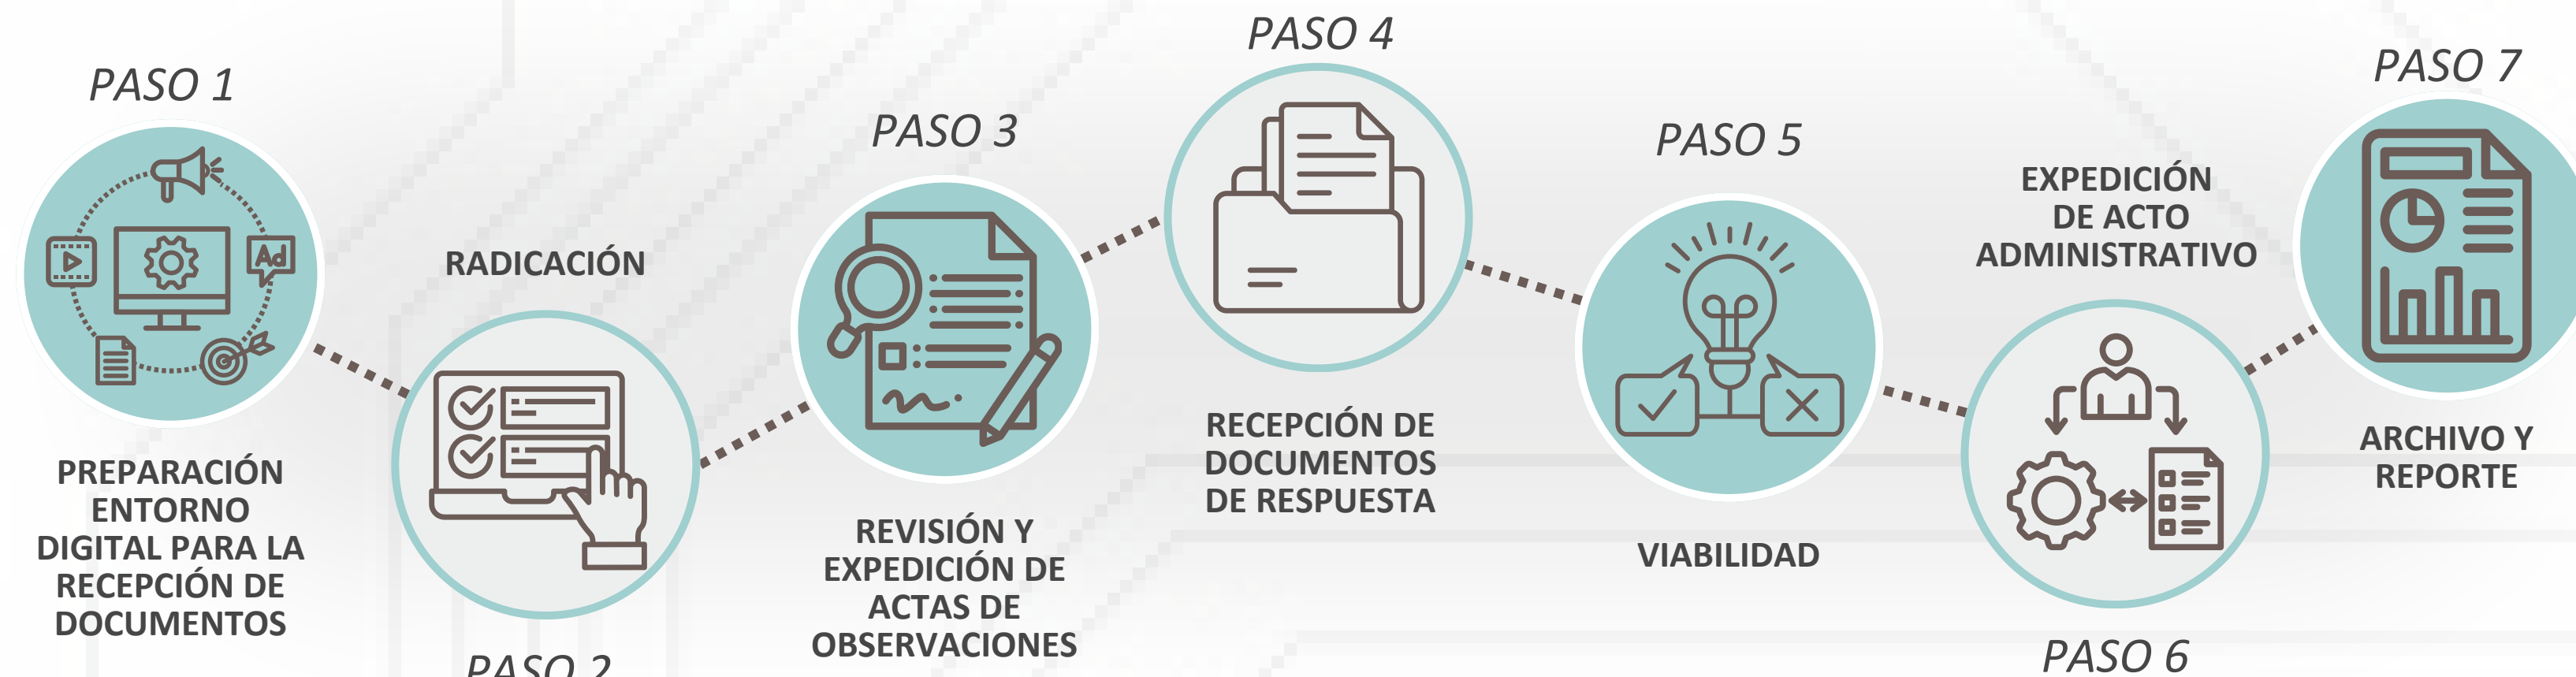 PASO 1
Ad
PREPARACIÓN
ENTORNO
DIGITAL PARA LA
RECEPCIÓN DE
DOCUMENTOS
RADICACIÓN
PASO 2
PASO 3
REVISIÓN Y
EXPEDICIÓN DE
ACTAS DE
OBSERVACIONES
PASO 4
RECEPCIÓN DE
DOCUMENTOS
DE RESPUESTA
PASO 5
VIABILIDAD
EXPEDICIÓN
DE ACTO
ADMINISTRATIVO
PASO 6
PASO 7
ARCHIVO Y
REPORTE